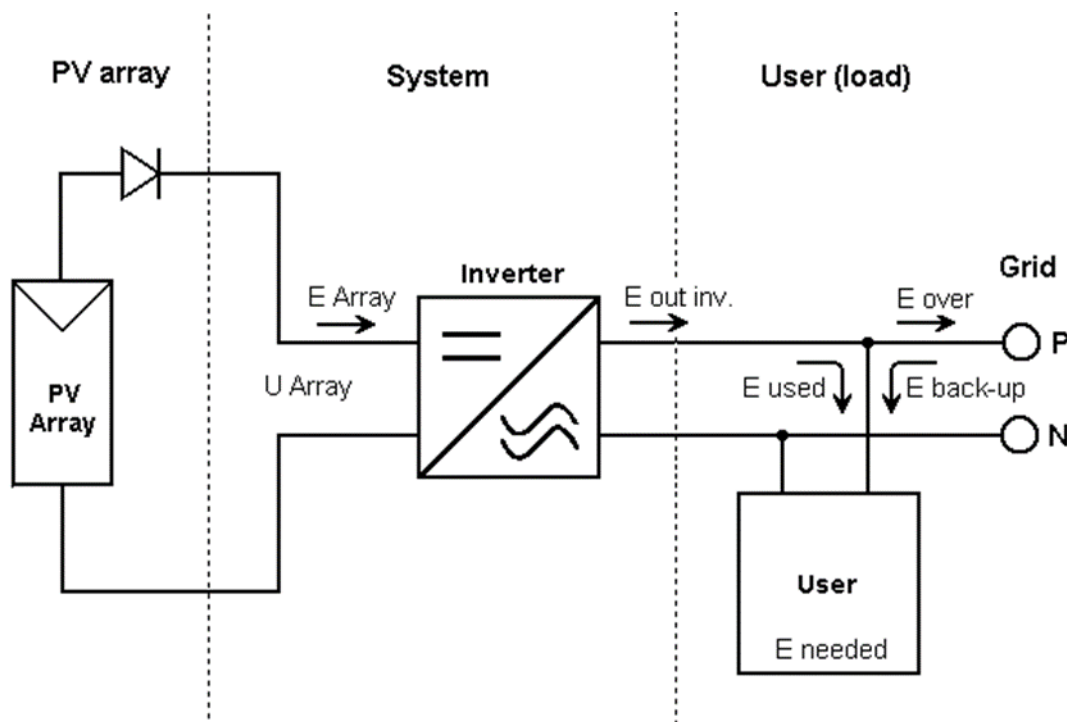 PV array
System
User (load)
Inverter
Grid
E Array
E out inv.
E over
P
U Array
E used
E back-up
PV
Array
N
User
E needed